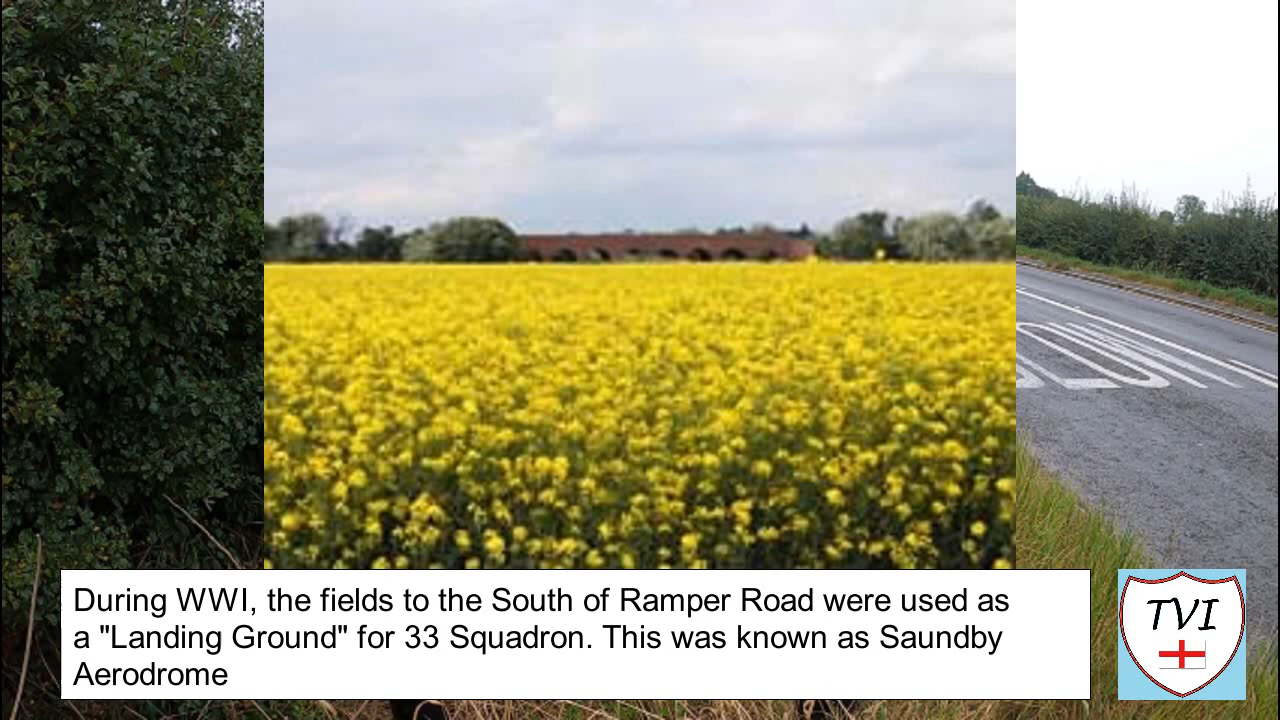 During WWI, the fields to the South of Ramper Road were used as
a "Landing Ground" for 33 Squadron. This was known as Saundby
Aerodrome
TVI